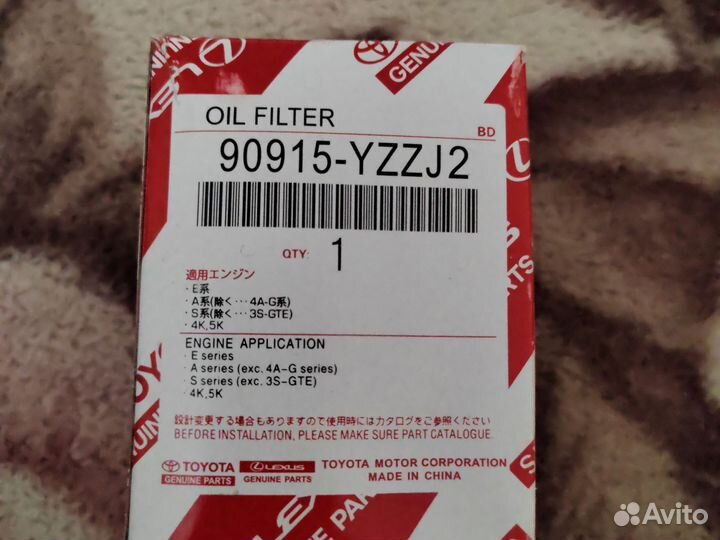 TOYOTA
GENUINE
OIL FILTER
BD
90915-YZZJ2
QTY: 1
適用エンジン
・E系
・A系(除く…4A-G系)
・S系(除く…3S-GTE)
・4K,5K
ENGINE APPLICATION
・E series
・A series (exc. 4A-G series)
・S series (exc. 3S-GTE)
・4K,5K
設計変更する場合もありますので使用時にはカタログをご参照ください
BEFORE INSTALLATION, PLEASE MAKE SURE PART CATALOGUE.
TOYOTA LEXUS TOYOTA MOTOR CORPORATION
GENUINE PARTS GENUINE PARTS MADE IN CHINA
PARTS
Avito